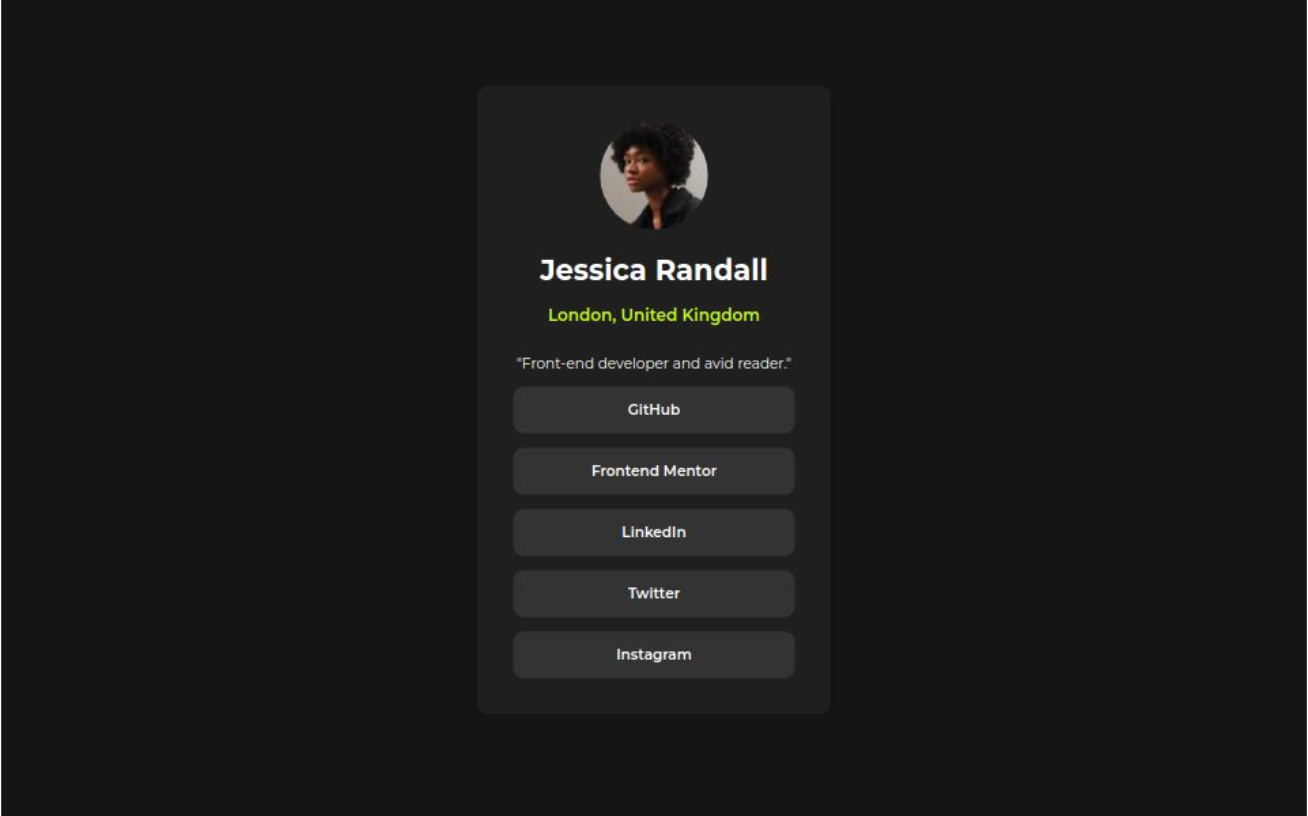 Jessica Randall
London, United Kingdom
"Front-end developer and avid reader."
GitHub
Frontend Mentor
LinkedIn
Twitter
Instagram